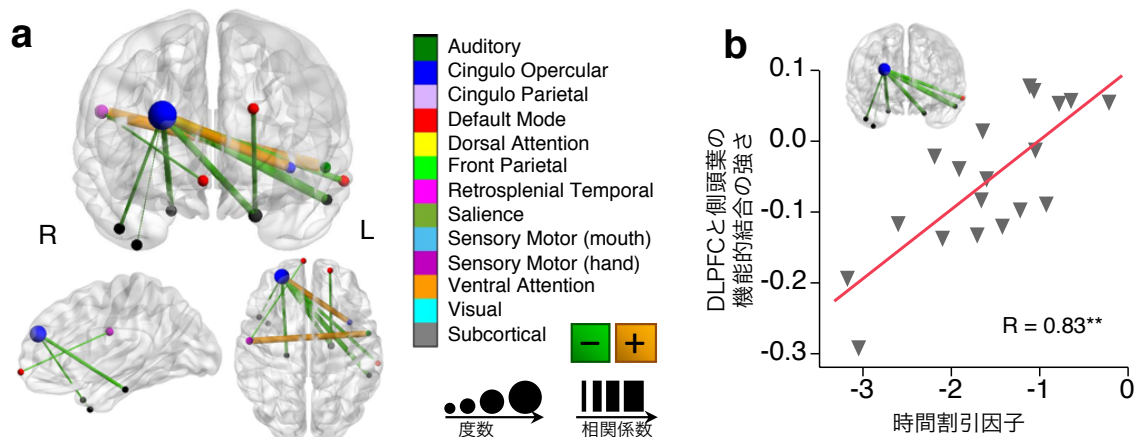 a
R
L
Auditory
Cingulo Opercular
Cingulo Parietal
Default Mode
Dorsal Attention
Front Parietal
Retrosplenial Temporal
Salience
Sensory Motor (mouth)
Sensory Motor (hand)
Ventral Attention
Visual
Subcortical
− +
度数
相関係数
b
DLPFCと側頭葉の
機能的結合の強さ
0.1
0.0
-0.1
-0.2
-0.3
R = 0.83**
-3 -2 -1 0
時間割引因子